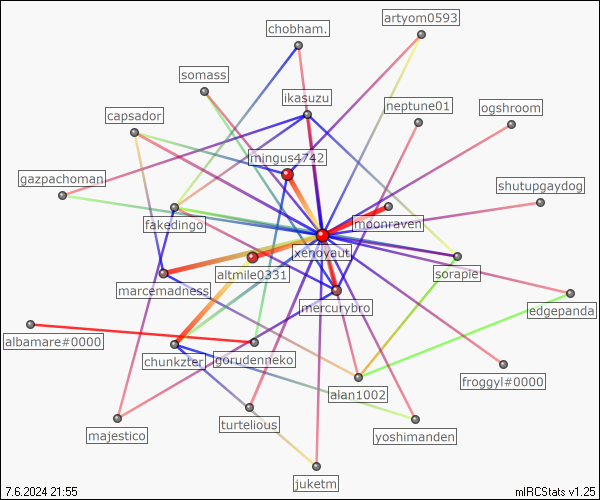 artyom0593
chobham.
somass
ikasuzu
neptune01
capsador
ogshroom
mingus4742
gazpachoman
shutupgaydog
fakedingo
moonraven
xenoyaut
sorapie
altmile0331
marcemadness
mercurybro
edgepanda
albamare#0000
chunkzter
gorudenneko
froggyl#0000
alan1002
turtelious
majestico
yoshimanden
juketm
7.6.2024 21:55
mIRCStats v1.25